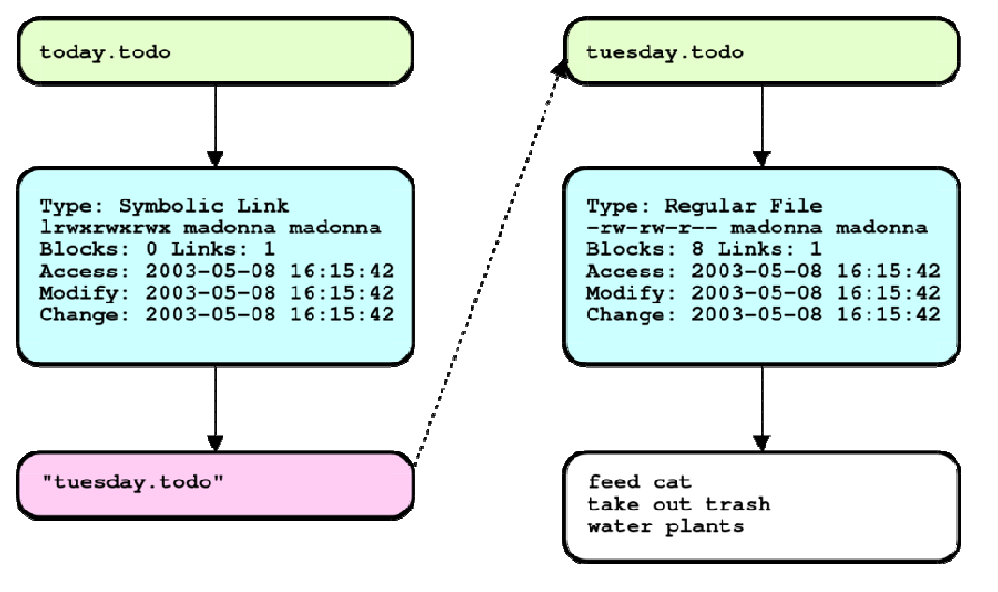 today.todo
Type: Symbolic Link
lrwxrwxrwx madonna madonna
Blocks: 0 Links: 1
Access: 2003-05-08 16:15:42
Modify: 2003-05-08 16:15:42
Change: 2003-05-08 16:15:42
"tuesday.todo"
tuesday.todo
Type: Regular File
-rw-rw-r-- madonna madonna
Blocks: 8 Links: 1
Access: 2003-05-08 16:15:42
Modify: 2003-05-08 16:15:42
Change: 2003-05-08 16:15:42
feed cat
take out trash
water plants